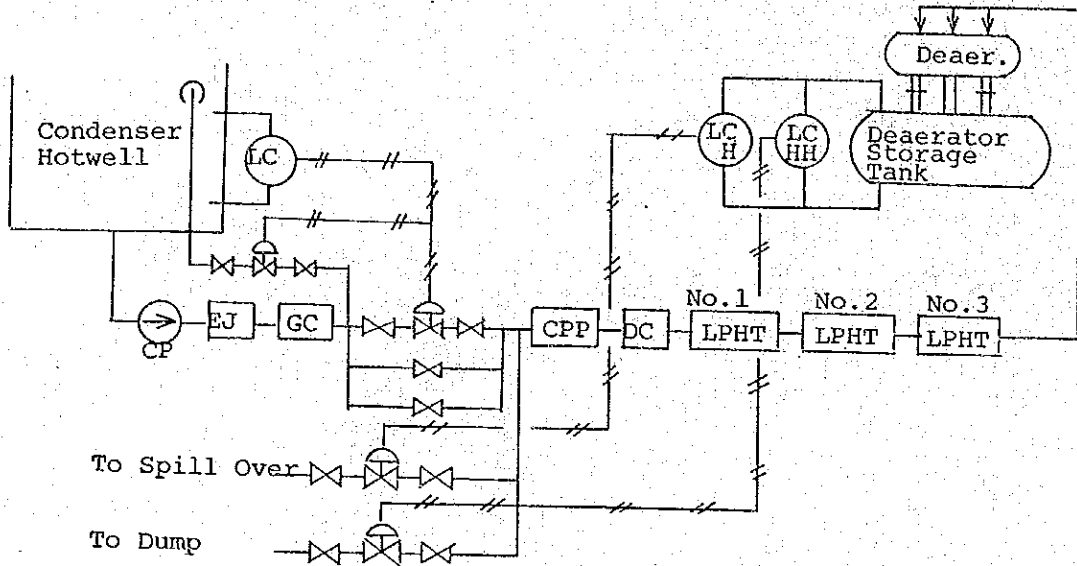 Deaer.
Condenser
Hotwell
LC
LC
H
LC
HH
Deaerator
Storage
Tank
No.1
No.2
No.3
EJ
GC
CPP
DC
LPHT
LPHT
LPHT
CP
To Spill Over
To Dump